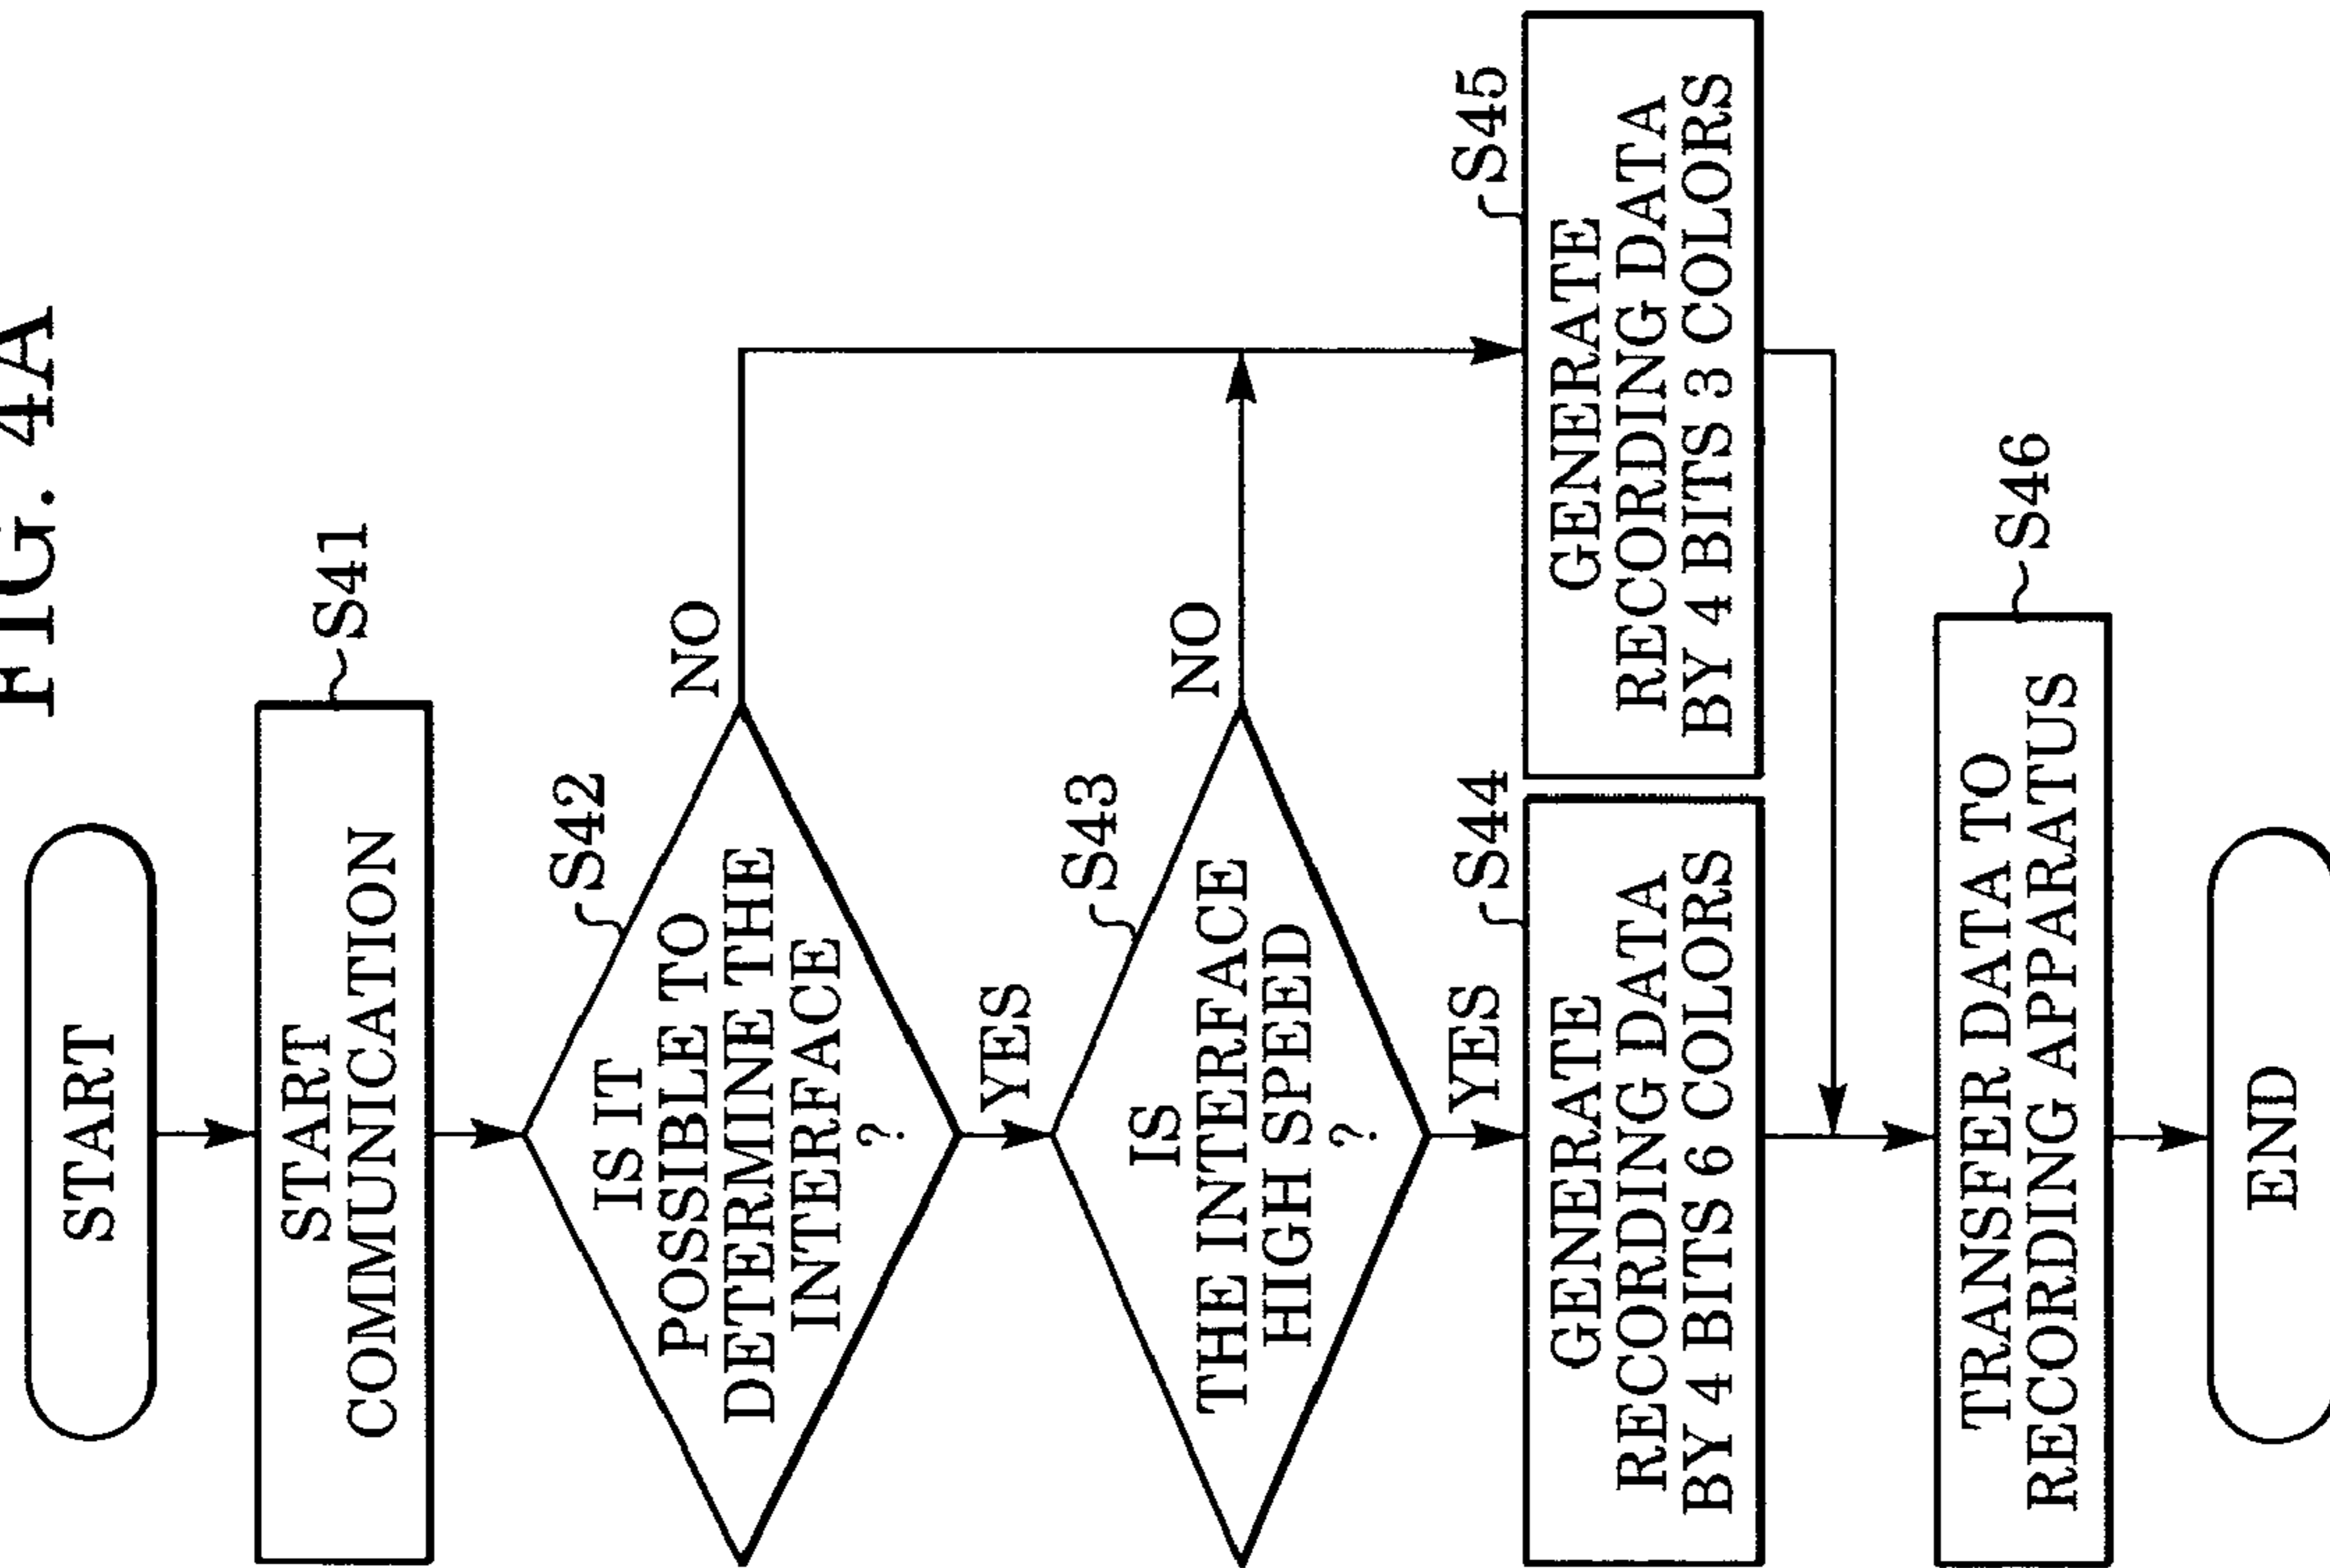 FIG. 4A
START
START
COMMUNICATION
S41
IS IT
POSSIBLE TO
DETERMINE THE
INTERFACE
?
S42
NO
YES
IS
THE INTERFACE
HIGH SPEED
?
S43
NO
YES
GENERATE
RECORDING DATA
BY 4 BITS 6 COLORS
S44
GENERATE
RECORDING DATA
BY 4 BITS 3 COLORS
S45
TRANSFER DATA TO
RECORDING APPARATUS
S46
END